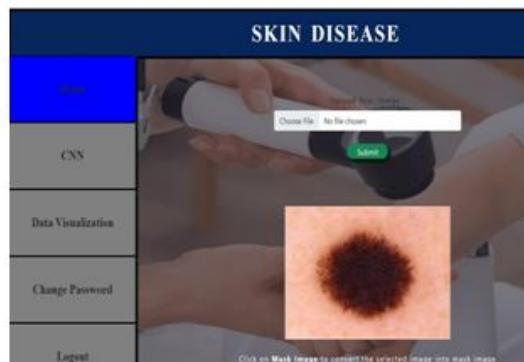 SKIN DISEASE
Choose File No file chosen
Submit
CNN
Data Visualization
Change Password
Logout
Click on Mask Image to convert the selected image into mask image